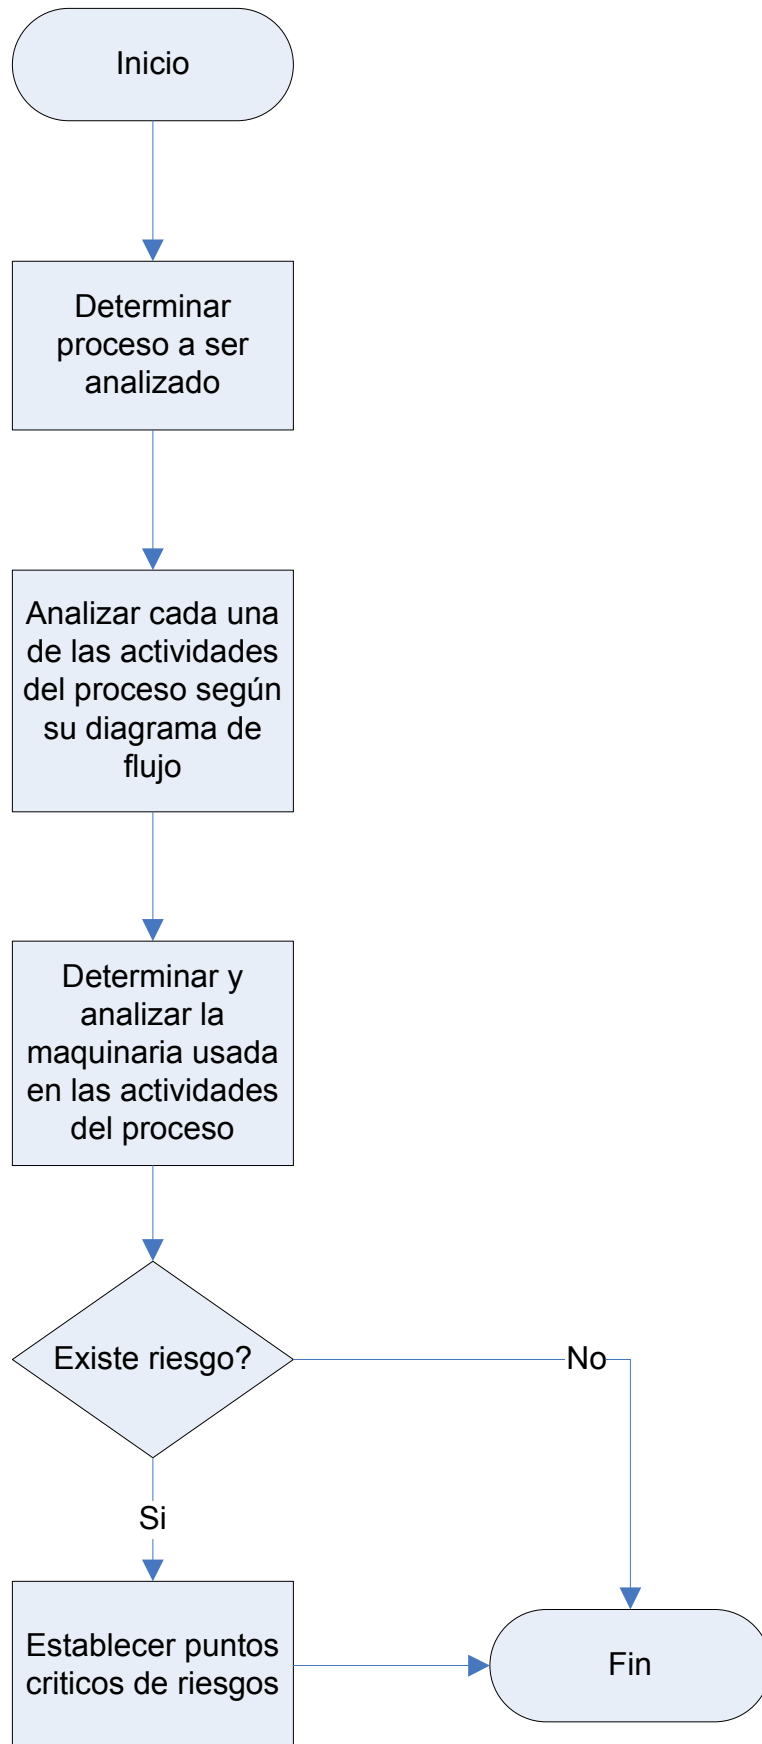 Inicio
Determinar
proceso a ser
analizado
Analizar cada una
de las actividades
del proceso según
su diagrama de
flujo
Determinar y
analizar la
maquinaria usada
en las actividades
del proceso
Existe riesgo?
No
Si
Establecer puntos
criticos de riesgos
Fin